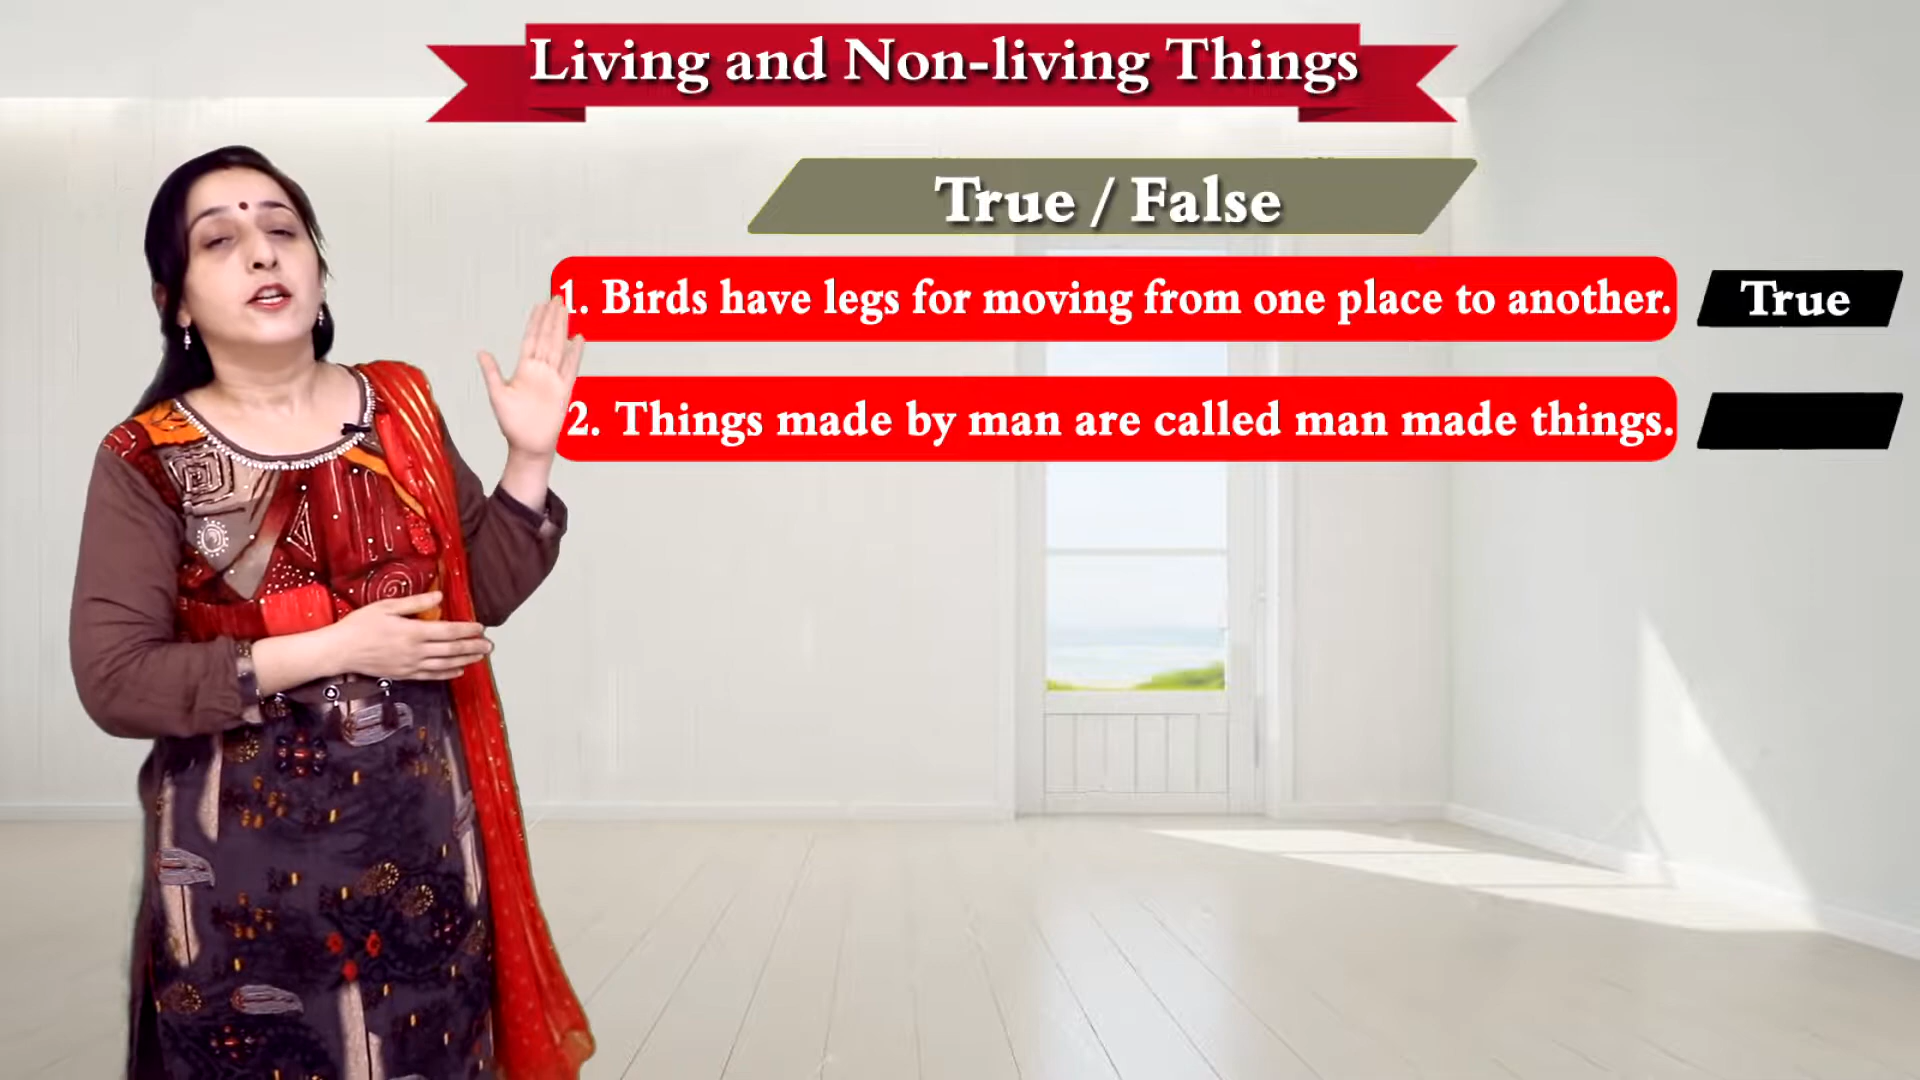 Living and Non-living Things
True / False
1. Birds have legs for moving from one place to another.
True
2. Things made by man are called man made things.